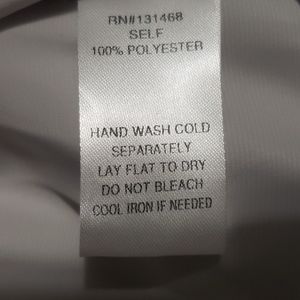 RN#131468
SELF
100% POLYESTER
HAND WASH COLD
SEPARATELY
LAY FLAT TO DRY
DO NOT BLEACH
COOL IRON IF NEEDED